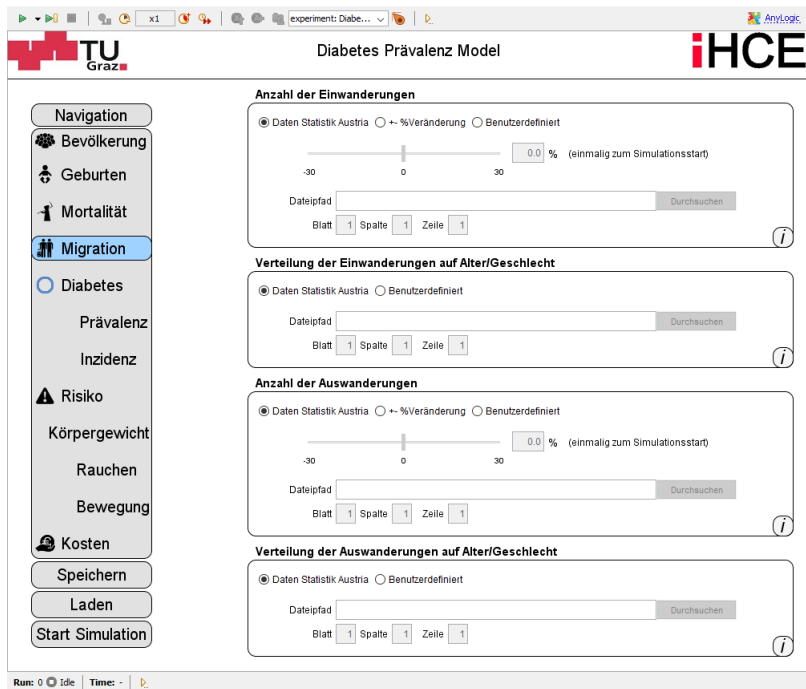 x1 experiment: Diabe... AnyLogic
TU Graz Diabetes Prävalenz Model iHCE
Navigation
Bevölkerung
Geburten
Mortalität
Migration
Diabetes
Prävalenz
Inzidenz
Risiko
Körpergewicht
Rauchen
Bewegung
Kosten
Speichern
Laden
Start Simulation
Anzahl der Einwanderungen
Daten Statistik Austria +- %Veränderung Benutzerdefiniert
0.0 % (einmalig zum Simulationsstart)
-30 0 30
Dateipfad Durchsuchen
Blatt 1 Spalte 1 Zeile 1
i
Verteilung der Einwanderungen auf Alter/Geschlecht
Daten Statistik Austria Benutzerdefiniert
Dateipfad Durchsuchen
Blatt 1 Spalte 1 Zeile 1
i
Anzahl der Auswanderungen
Daten Statistik Austria +- %Veränderung Benutzerdefiniert
0.0 % (einmalig zum Simulationsstart)
-30 0 30
Dateipfad Durchsuchen
Blatt 1 Spalte 1 Zeile 1
i
Verteilung der Auswanderungen auf Alter/Geschlecht
Daten Statistik Austria Benutzerdefiniert
Dateipfad Durchsuchen
Blatt 1 Spalte 1 Zeile 1
i
Run: 0 Idle Time: -